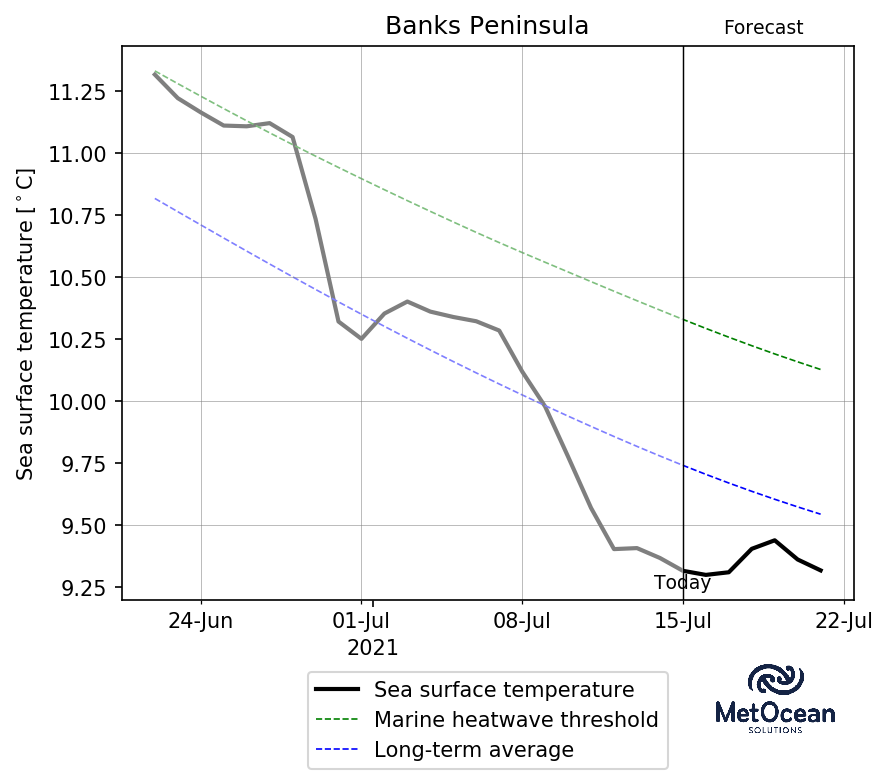 Banks Peninsula
Forecast
Sea surface temperature [°C]
11.25
11.00
10.75
10.50
10.25
10.00
9.75
9.50
9.25
Today
24-Jun
01-Jul
08-Jul
15-Jul
22-Jul
2021
Sea surface temperature
Marine heatwave threshold
Long-term average
MetOcean
SOLUTIONS